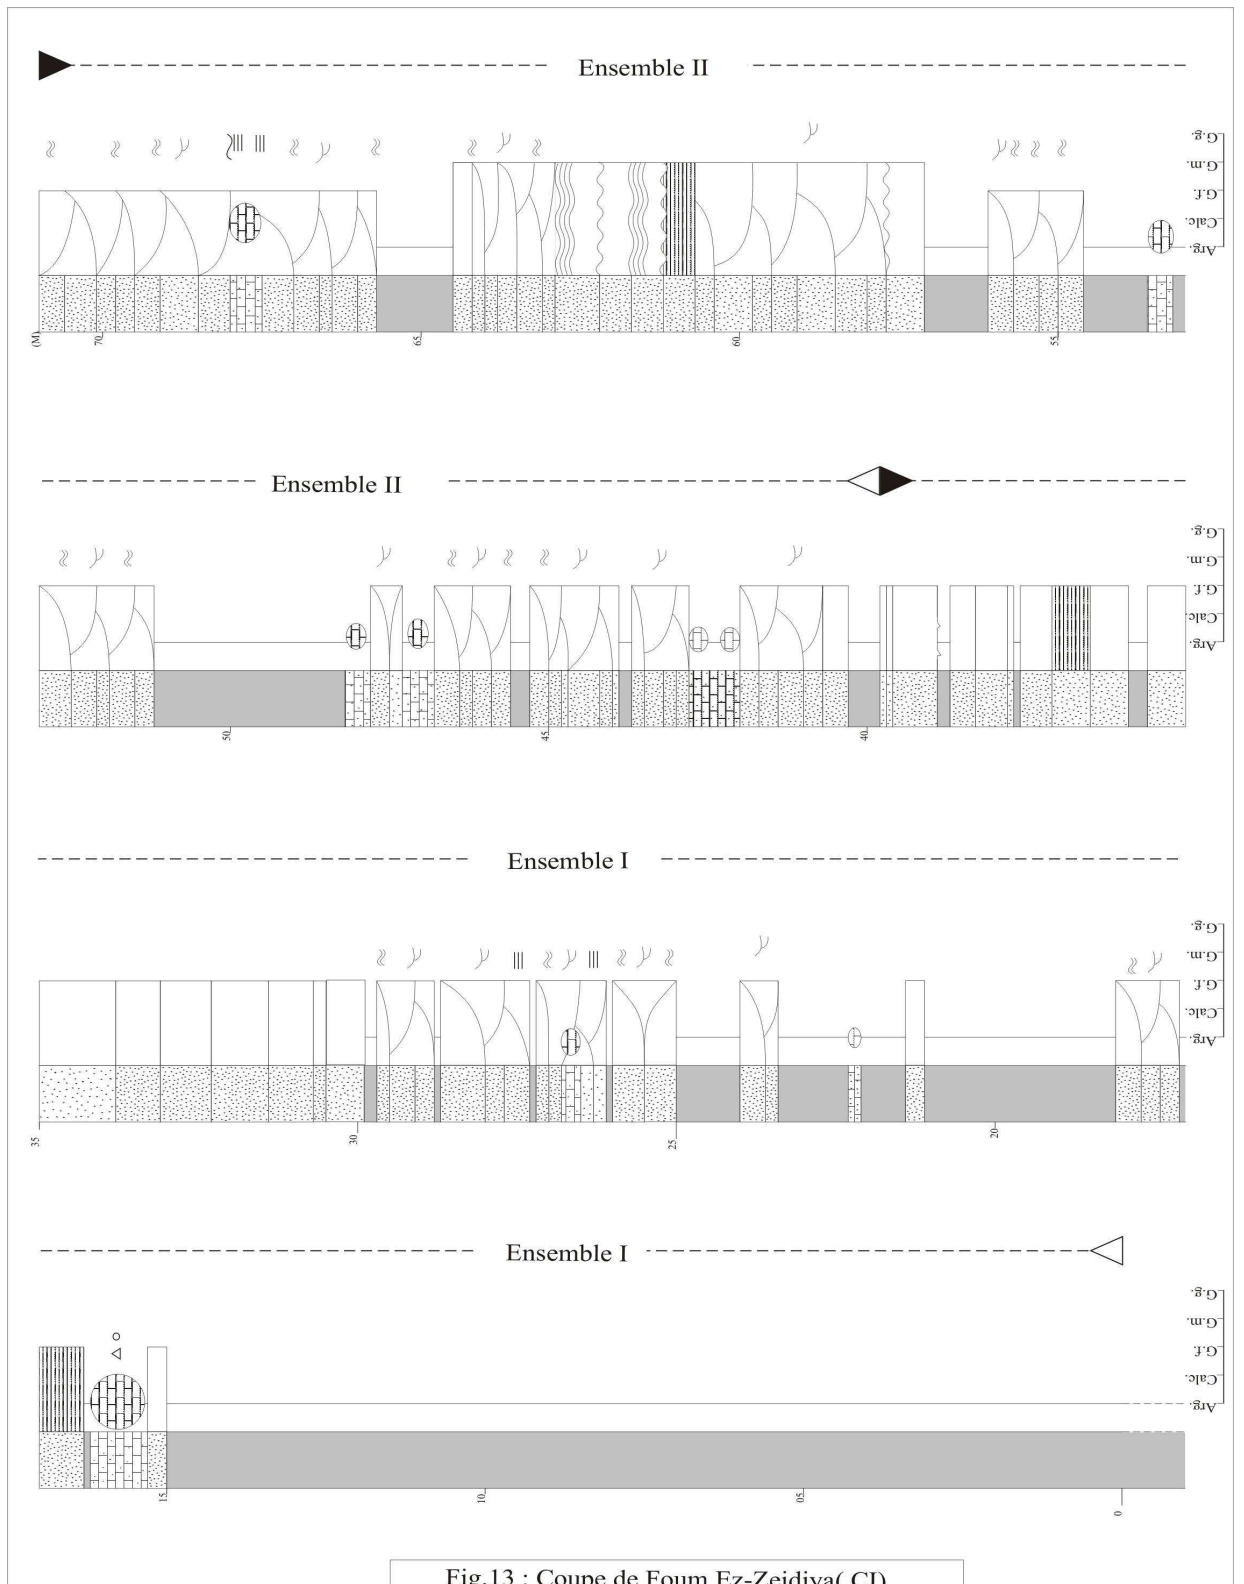 Ensemble II
G.g.
G.m.
G.f.
Calc.
Arg.
(M)
70
65
60
55
Ensemble II
G.g.
G.m.
G.f.
Calc.
Arg.
50
45
40
Ensemble I
G.g.
G.m.
G.f.
Calc.
Arg.
35
30
25
20
Ensemble I
G.g.
G.m.
G.f.
Calc.
Arg.
15
10
05
0
Fig.13 : Coupe de Foum Ez-Zeidiya( CI)